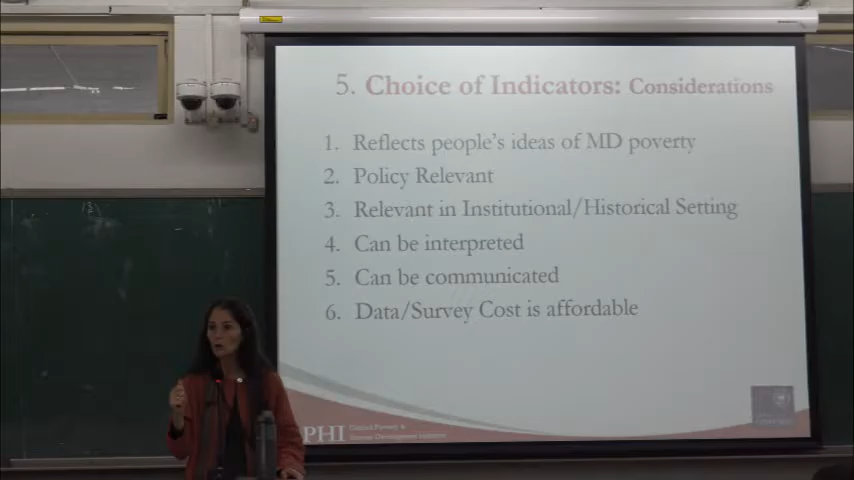 5. Choice of Indicators: Considerations
1. Reflects people's ideas of MD poverty
2. Policy Relevant
3. Relevant in Institutional/Historical Setting
4. Can be interpreted
5. Can be communicated
6. Data/Survey Cost is affordable
PHI